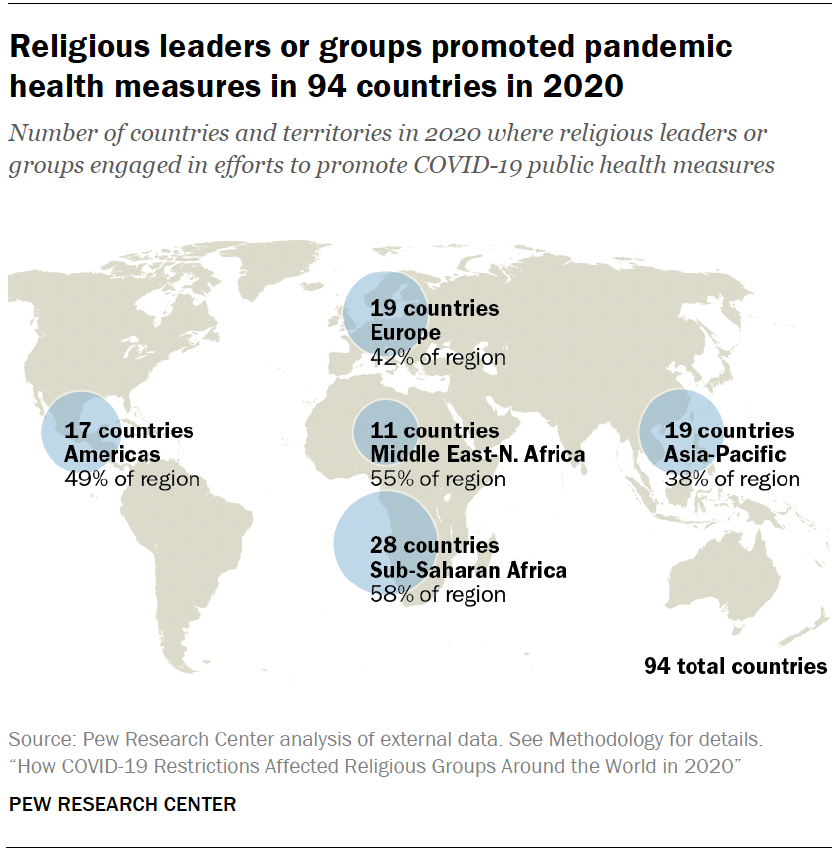 Religious leaders or groups promoted pandemic
health measures in 94 countries in 2020
Number of countries and territories in 2020 where religious leaders or
groups engaged in efforts to promote COVID-19 public health measures
19 countries
Europe
42% of region
17 countries
Americas
49% of region
11 countries
Middle East-N. Africa
55% of region
19 countries
Asia-Pacific
38% of region
28 countries
Sub-Saharan Africa
58% of region
94 total countries
Source: Pew Research Center analysis of external data. See Methodology for details.
“How COVID-19 Restrictions Affected Religious Groups Around the World in 2020”
PEW RESEARCH CENTER